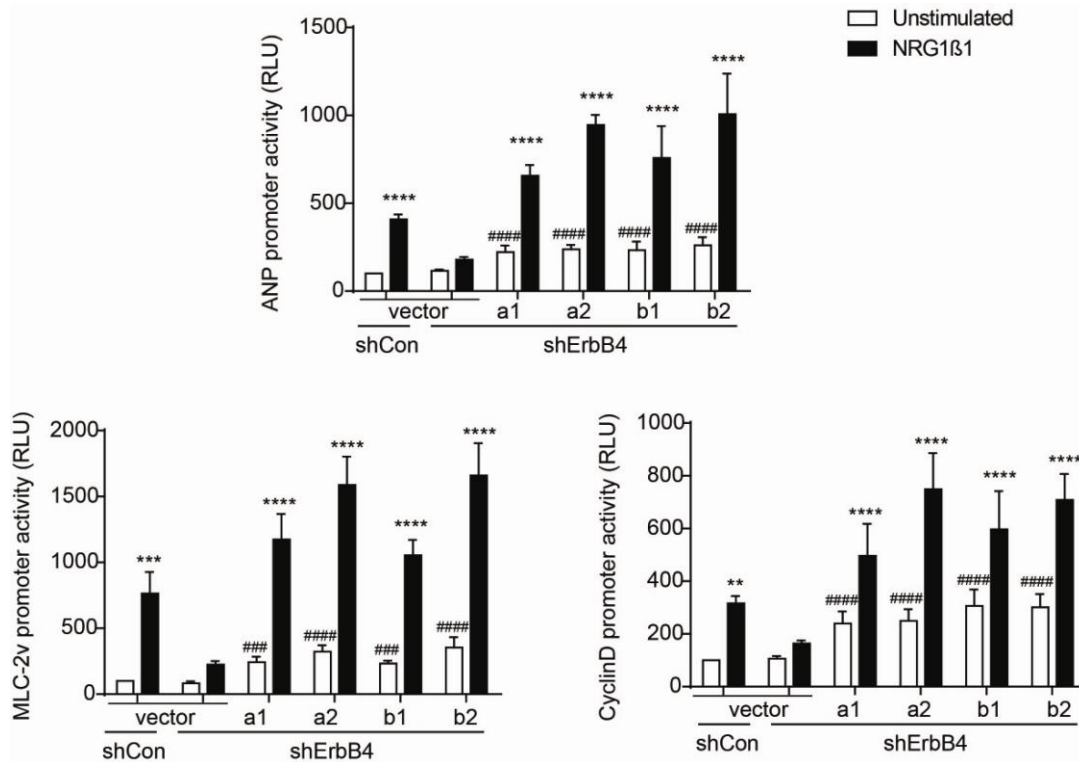 Unstimulated
NRG1ß1
ANP promoter activity (RLU)
1500
1000
500
0
****
****
****
****
****
####
####
####
####
vector
a1
a2
b1
b2
shCon
shErbB4
MLC-2v promoter activity (RLU)
2000
1500
1000
500
0
***
****
****
****
****
###
####
###
####
vector
a1
a2
b1
b2
shCon
shErbB4
CyclinD promoter activity (RLU)
1000
800
600
400
200
0
**
****
****
****
****
####
####
####
####
vector
a1
a2
b1
b2
shCon
shErbB4